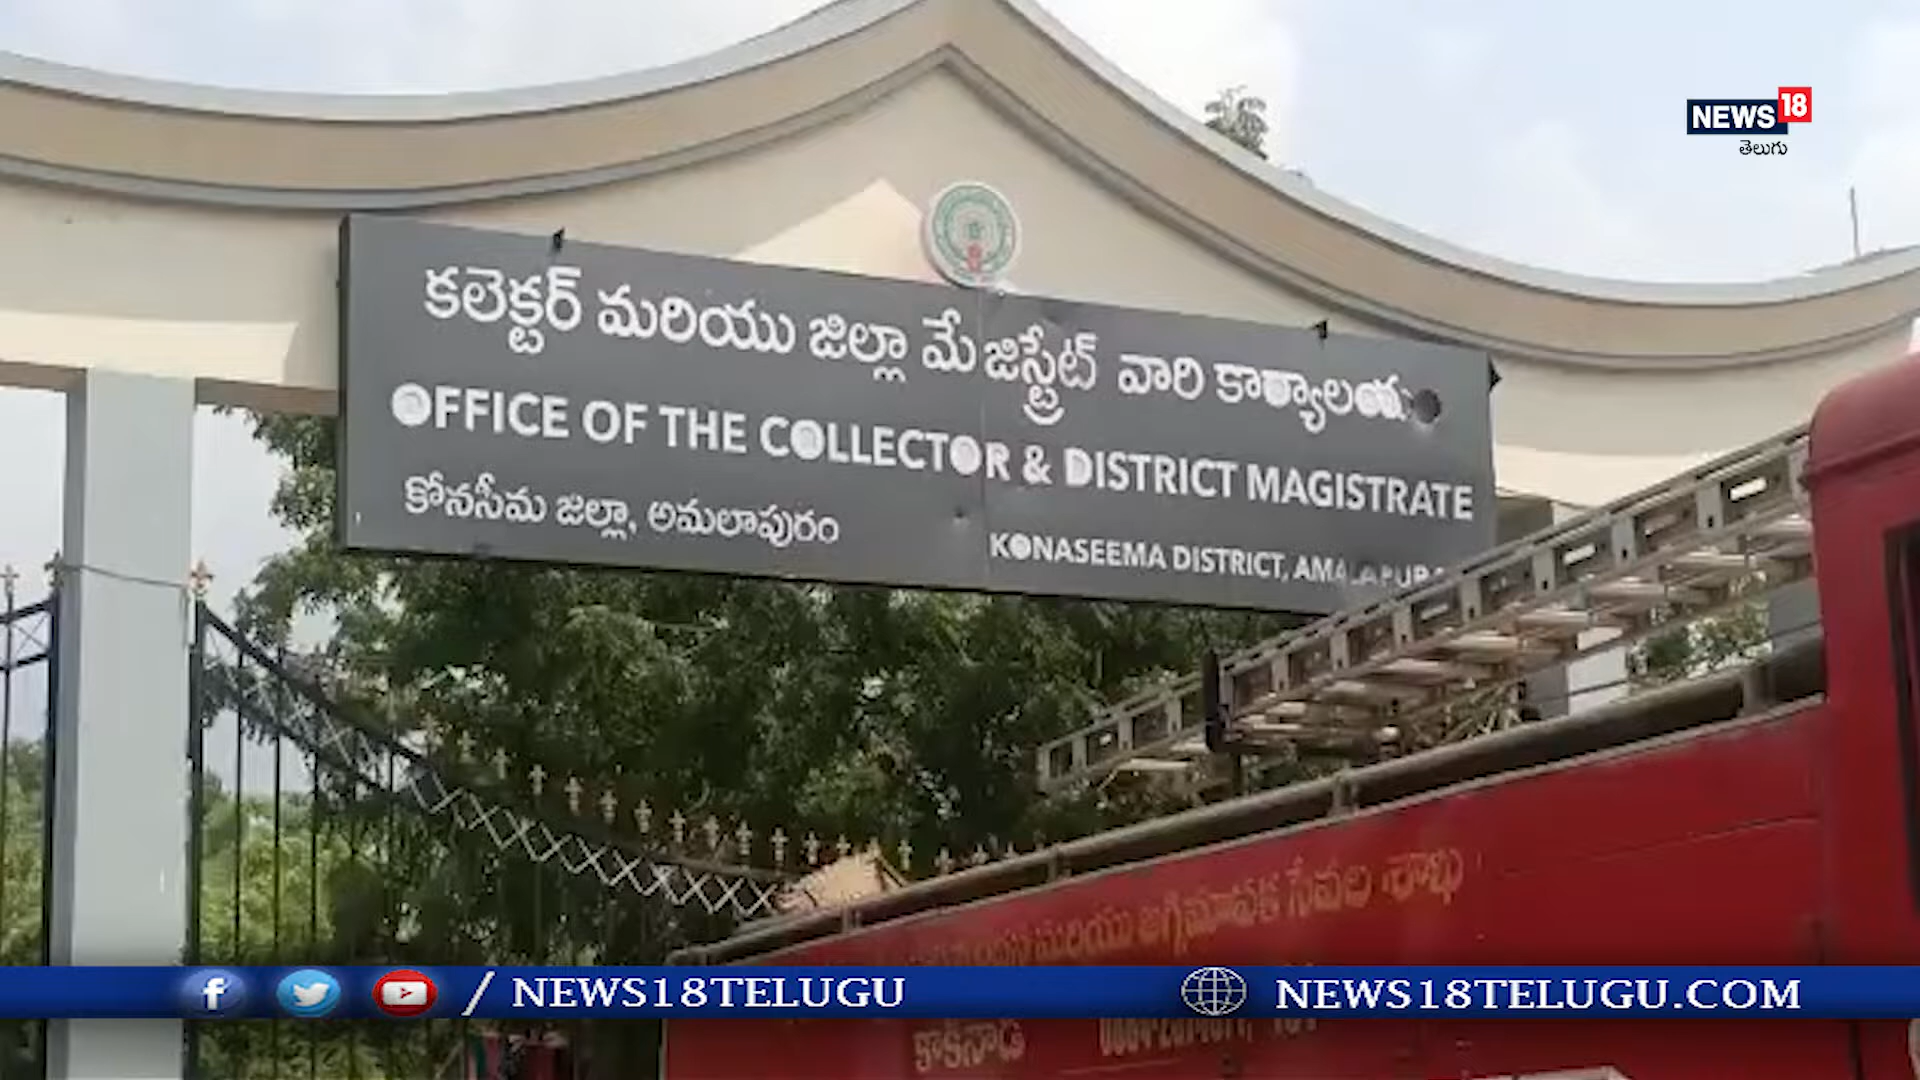 NEWS18
తెలుగు
కలెక్టర్ మరియు జిల్లా మేజిస్ట్రేట్ వారి కార్యాలయం
OFFICE OF THE COLLECTOR & DISTRICT MAGISTRATE
కోనసీమ జిల్లా, అమలాపురం
KONASEEMA DISTRICT,
మరియు అగ్నిమాపక సేవల శాఖ
/ NEWS18TELUGU
NEWS18TELUGU.COM
కాకినాడ